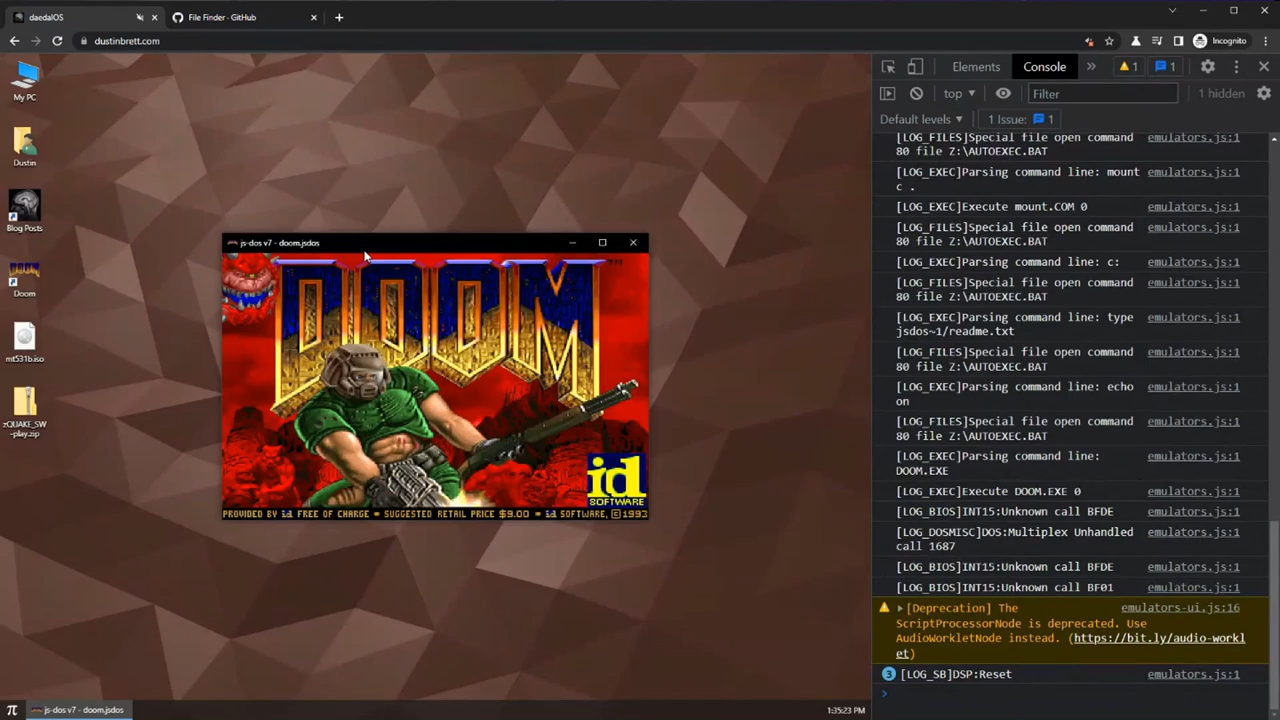 daedalOS
File Finder · GitHub
dustinbrett.com
Incognito
My PC
Dustin
Blog Posts
Doom
mt531b.iso
zQUAKE_SW
-play.zip
js-dos v7 - doom.jsdos
DOOM
TM
id
SOFTWARE
PROVIDED BY id FREE OF CHARGE = SUGGESTED RETAIL PRICE $9.00 = id SOFTWARE, ©1993
Elements
Console
1
1
top
Filter
1 hidden
Default levels
1 Issue:
1
[LOG_FILES]Special file open command
80 file Z:\AUTOEXEC.BAT
emulators.js:1
[LOG_EXEC]Parsing command line: mount
c .
emulators.js:1
[LOG_EXEC]Execute mount.COM 0
emulators.js:1
[LOG_FILES]Special file open command
80 file Z:\AUTOEXEC.BAT
emulators.js:1
[LOG_EXEC]Parsing command line: c:
emulators.js:1
[LOG_FILES]Special file open command
80 file Z:\AUTOEXEC.BAT
emulators.js:1
[LOG_EXEC]Parsing command line: type
jsdos~1/readme.txt
emulators.js:1
[LOG_FILES]Special file open command
80 file Z:\AUTOEXEC.BAT
emulators.js:1
[LOG_EXEC]Parsing command line: echo
on
emulators.js:1
[LOG_FILES]Special file open command
80 file Z:\AUTOEXEC.BAT
emulators.js:1
[LOG_EXEC]Parsing command line:
DOOM.EXE
emulators.js:1
[LOG_EXEC]Execute DOOM.EXE 0
emulators.js:1
[LOG_BIOS]INT15:Unknown call BFDE
emulators.js:1
[LOG_DOSMISC]DOS:Multiplex Unhandled
call 1687
emulators.js:1
[LOG_BIOS]INT15:Unknown call BFDE
emulators.js:1
[LOG_BIOS]INT15:Unknown call BF01
emulators.js:1
[Deprecation] The
emulators-ui.js:16
ScriptProcessorNode is deprecated. Use
AudioWorkletNode instead. (https://bit.ly/audio-workl
et)
3
[LOG_SB]DSP:Reset
emulators.js:1
π
js-dos v7 - doom.jsdos
1:35:23 PM